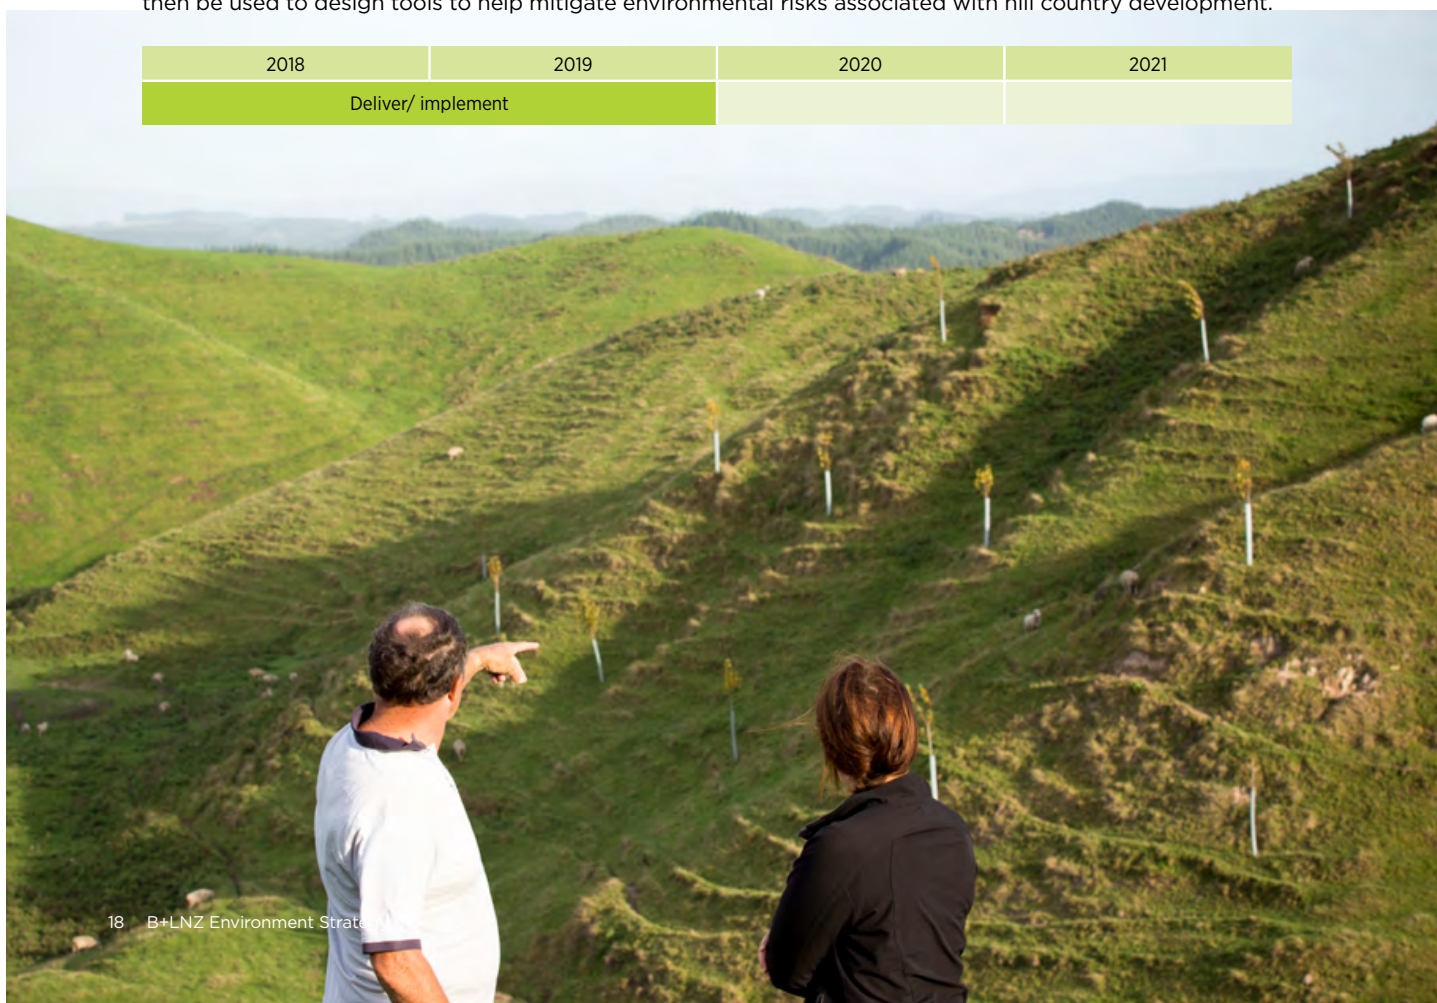 then be used to design tools to help mitigate environmental risks associated with hill country development.
2018 2019 2020 2021
Deliver/ implement
18 B+LNZ Environment